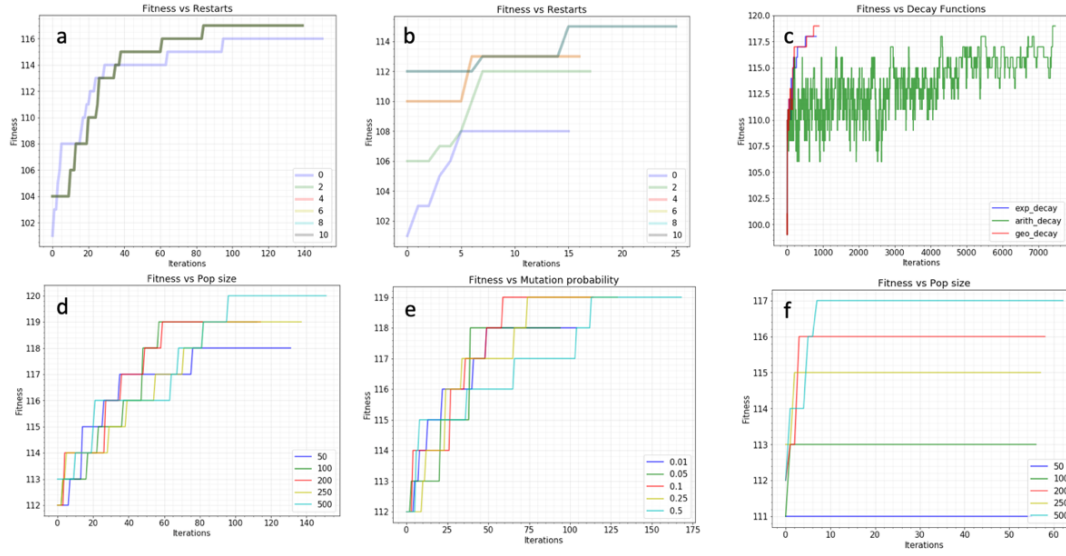 Fitness vs Restarts
a
116
114
112
110
108
106
104
102
Fitness
0
2
4
6
8
10
0 20 40 60 80 100 120 140
Iterations
Fitness vs Restarts
b
114
112
110
108
106
104
102
Fitness
0
2
4
6
8
10
0 5 10 15 20 25
Iterations
Fitness vs Decay Functions
c
120.0
117.5
115.0
112.5
110.0
107.5
105.0
102.5
100.0
Fitness
exp_decay
arith_decay
geo_decay
0 1000 2000 3000 4000 5000 6000 7000
Iterations
Fitness vs Pop size
d
120
119
118
117
116
115
114
113
112
Fitness
50
100
200
250
500
0 20 40 60 80 100 120 140
Iterations
Fitness vs Mutation probability
e
119
118
117
116
115
114
113
112
Fitness
0.01
0.05
0.1
0.25
0.5
0 25 50 75 100 125 150 175
Iterations
Fitness vs Pop size
f
117
116
115
114
113
112
111
Fitness
50
100
200
250
500
0 10 20 30 40 50 60
Iterations